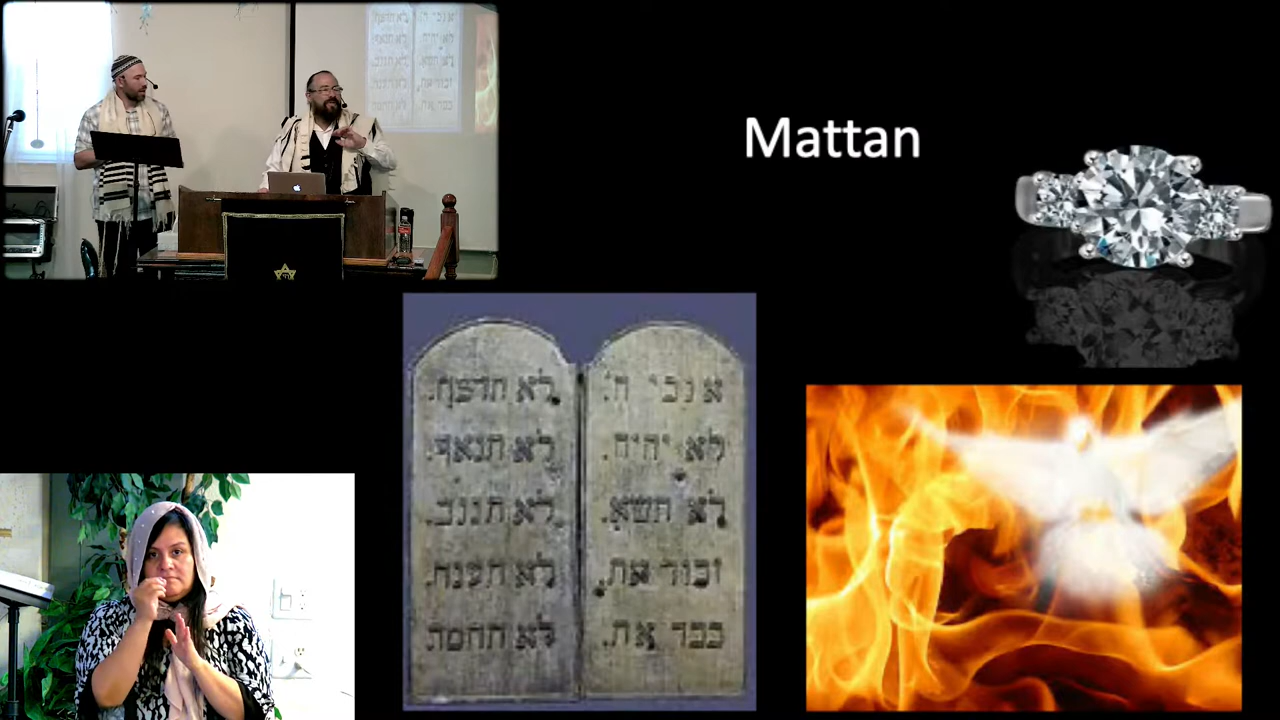 Mattan
אנכי ה'.
לא יהיה.
לא תשא.
זכור את.
כבד את.
לא תרצח.
לא תנאף.
לא תגנב.
לא תענה.
לא תחמד.